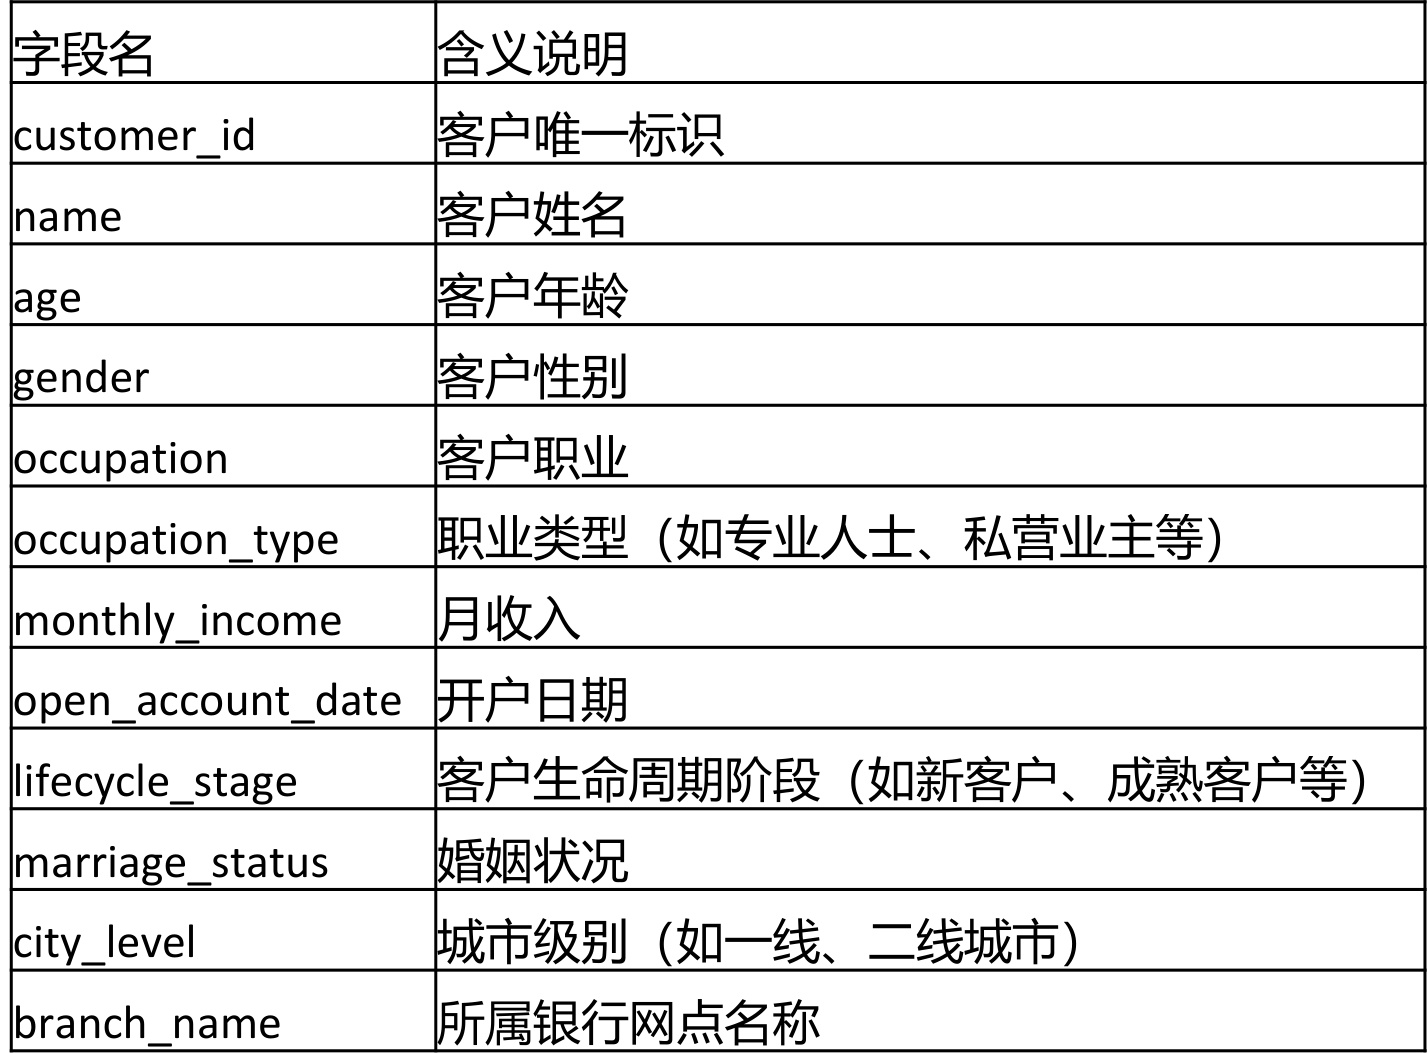 字段名 含义说明
customer_id 客户唯一标识
name 客户姓名
age 客户年龄
gender 客户性别
occupation 客户职业
occupation_type 职业类型（如专业人士、私营业主等）
monthly_income 月收入
open_account_date 开户日期
lifecycle_stage 客户生命周期阶段（如新客户、成熟客户等）
marriage_status 婚姻状况
city_level 城市级别（如一线、二线城市）
branch_name 所属银行网点名称